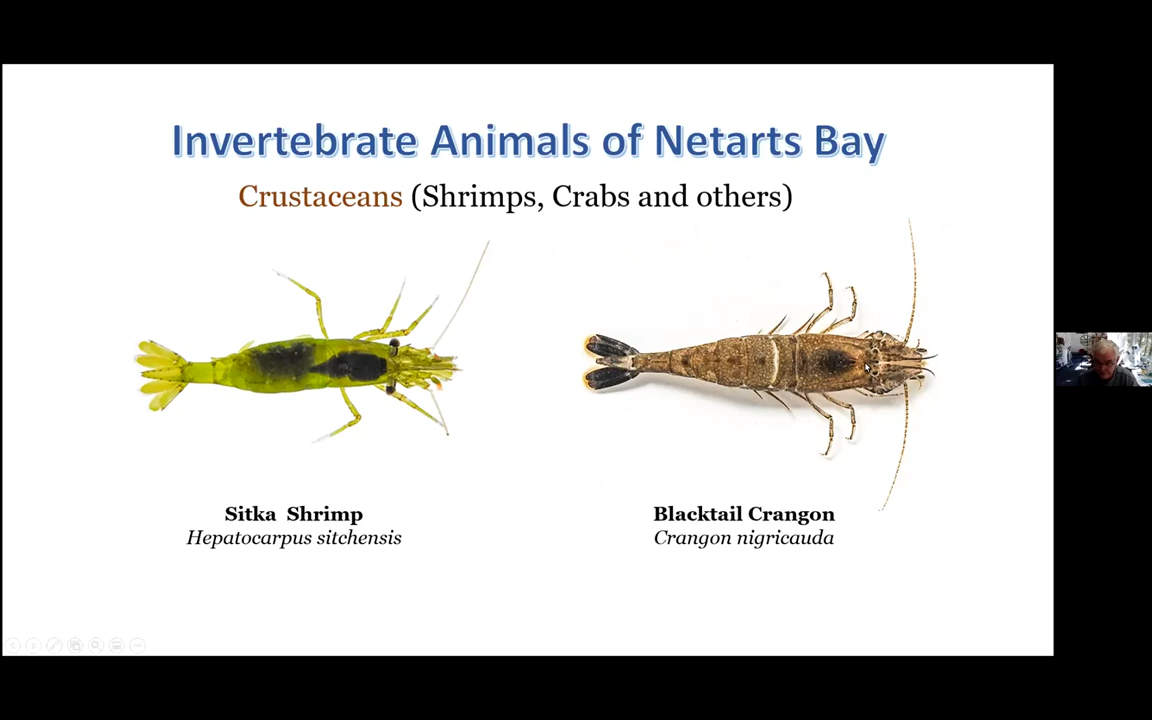 Invertebrate Animals of Netarts Bay
Crustaceans (Shrimps, Crabs and others)
Sitka Shrimp
Hepatocarpus sitchensis
Blacktail Crangon
Crangon nigricauda